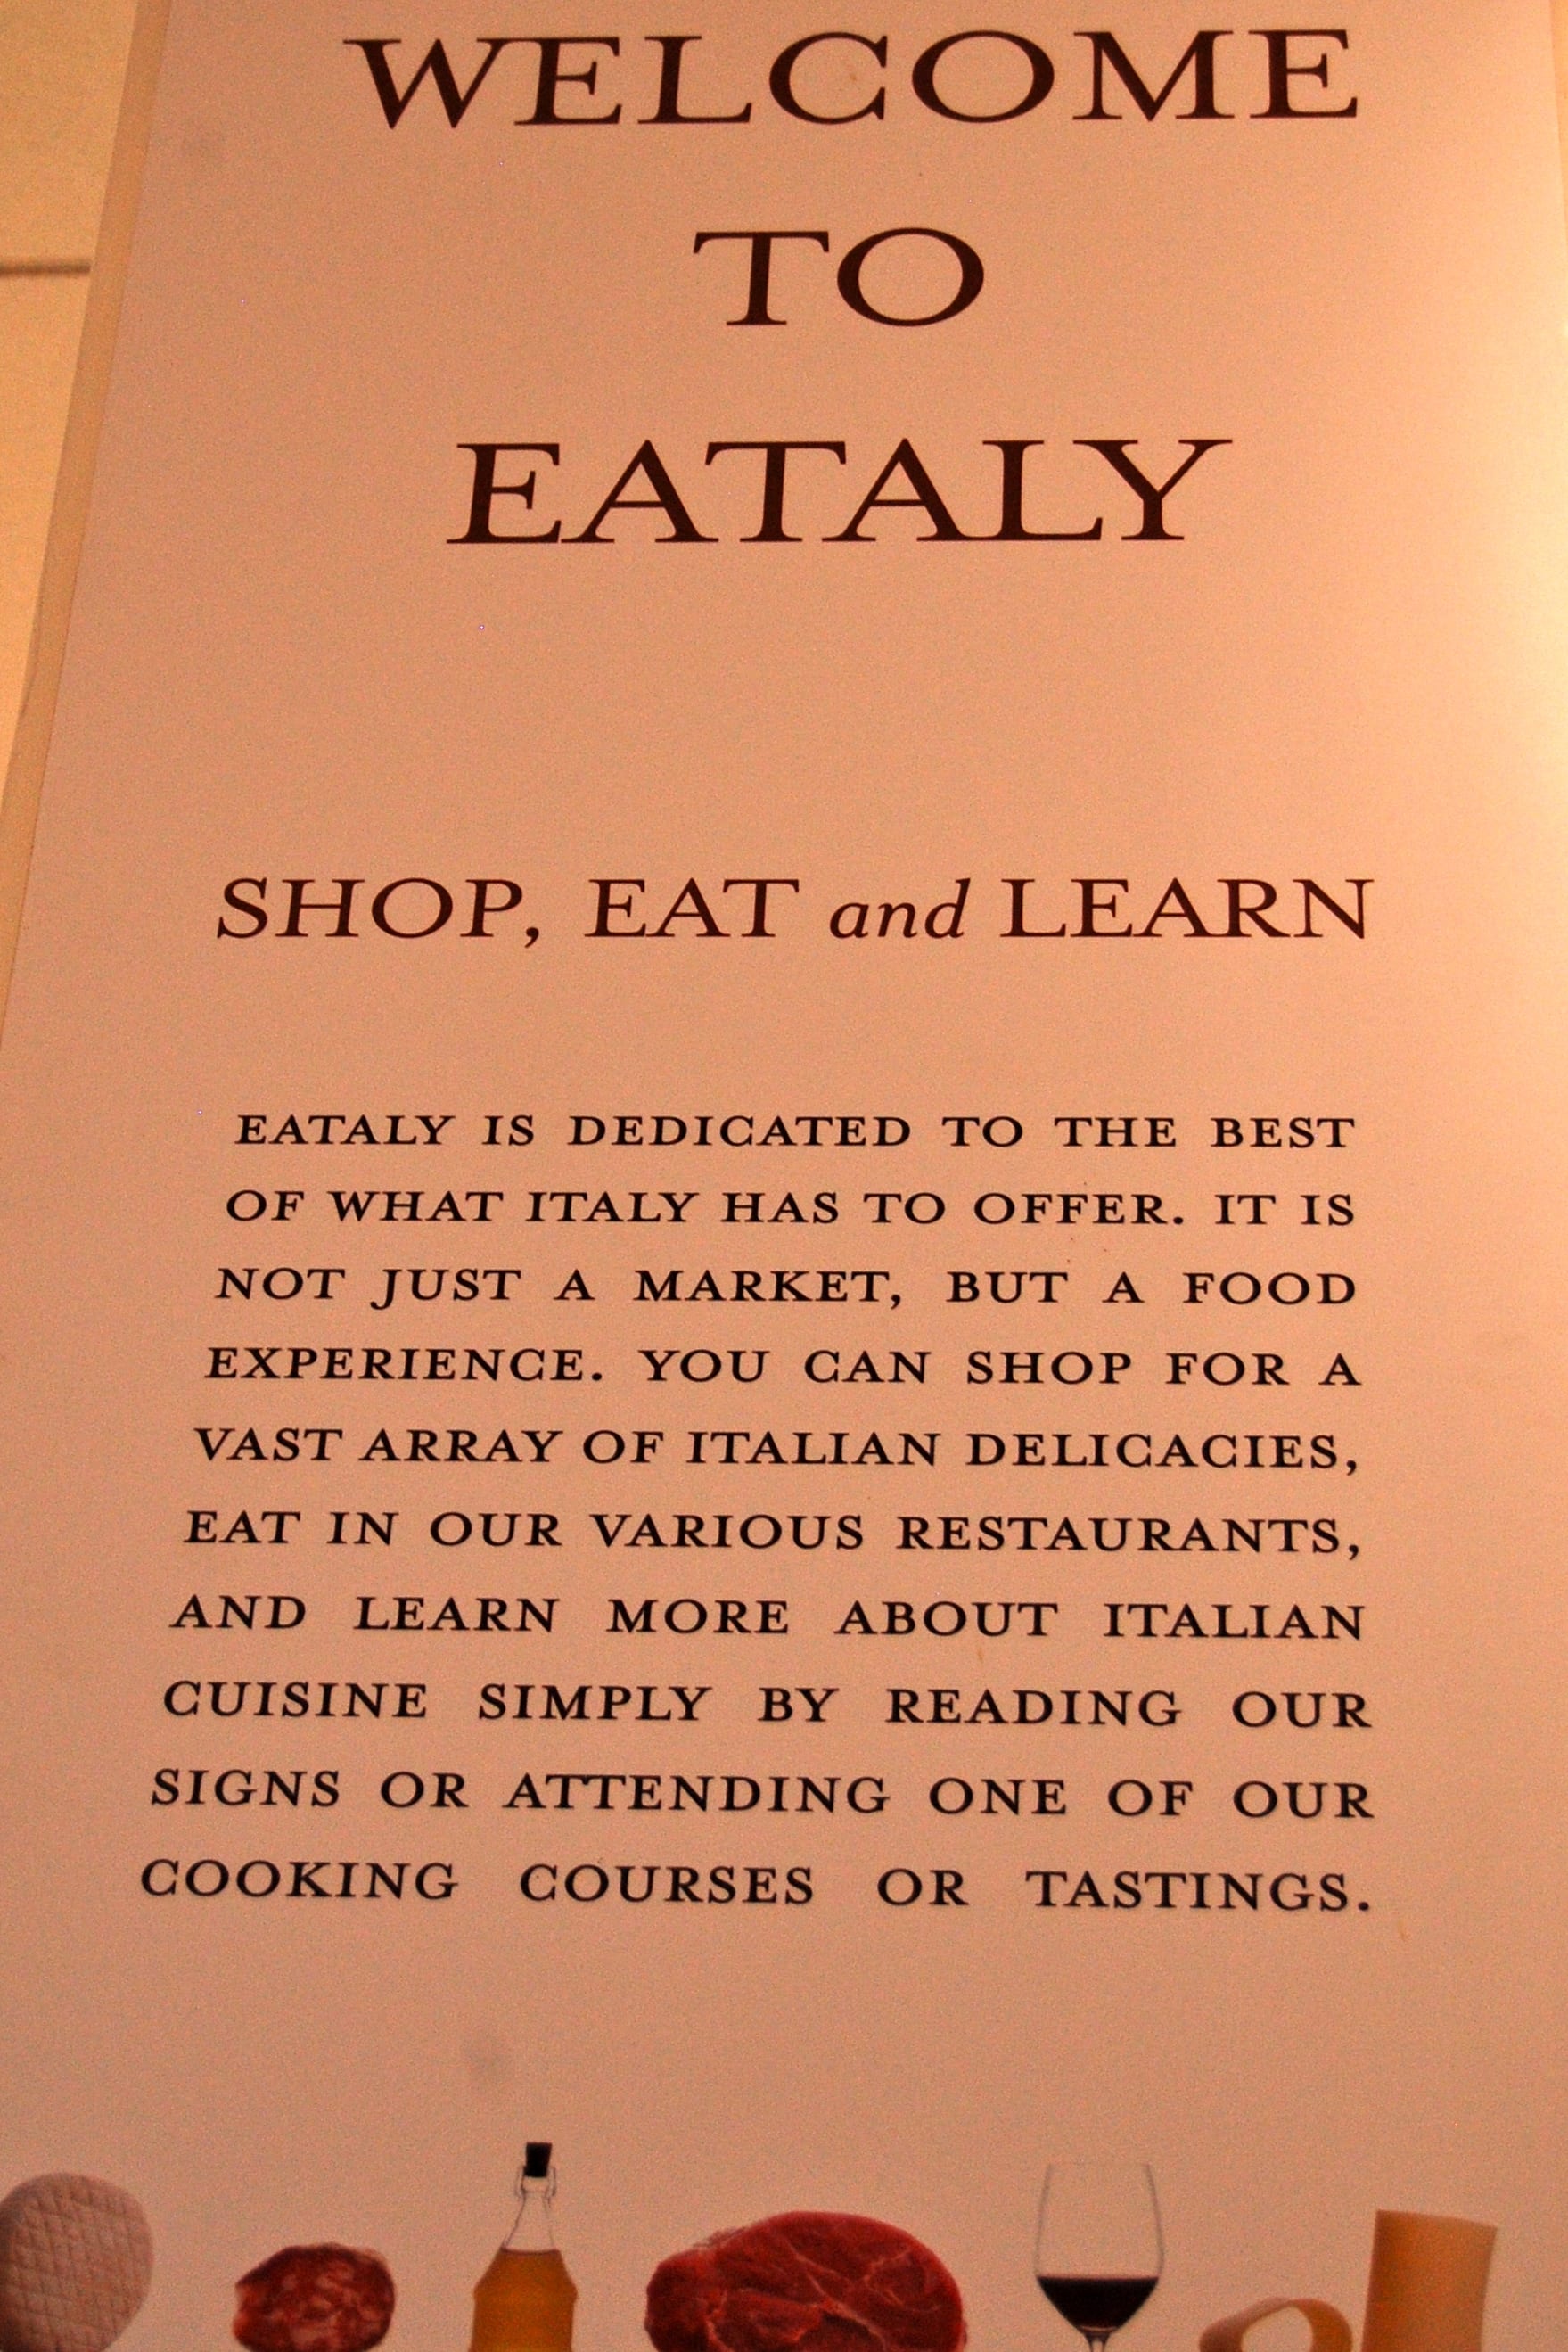 WELCOME
TO
EATALY
SHOP, EAT and LEARN
EATALY IS DEDICATED TO THE BEST
OF WHAT ITALY HAS TO OFFER. IT IS
NOT JUST A MARKET, BUT A FOOD
EXPERIENCE. YOU CAN SHOP FOR A
VAST ARRAY OF ITALIAN DELICACIES,
EAT IN OUR VARIOUS RESTAURANTS,
AND LEARN MORE ABOUT ITALIAN
CUISINE SIMPLY BY READING OUR
SIGNS OR ATTENDING ONE OF OUR
COOKING COURSES OR TASTINGS.